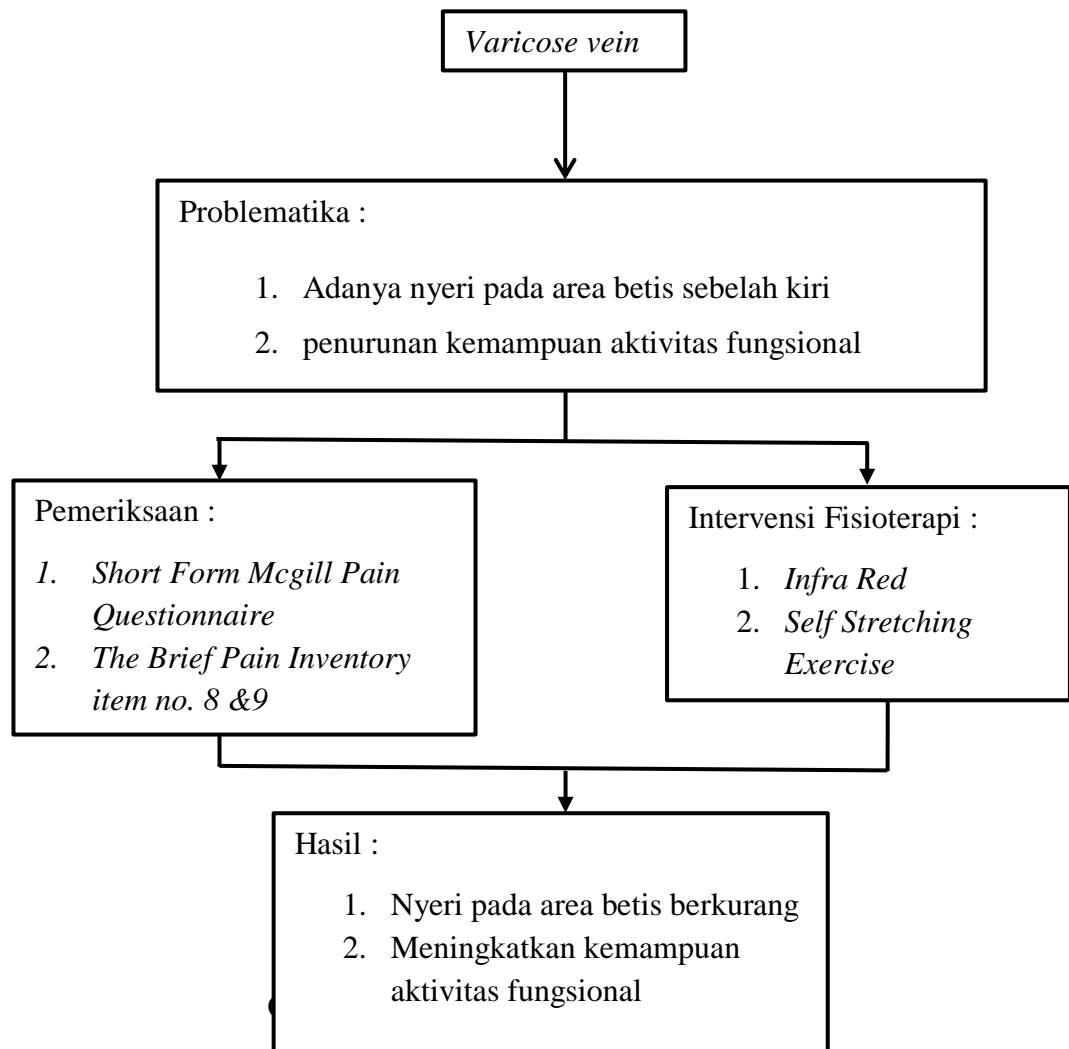 Varicose vein
Problematika :
1. Adanya nyeri pada area betis sebelah kiri
2. penurunan kemampuan aktivitas fungsional
Pemeriksaan :
1. Short Form Mcgill Pain
Questionnaire
2. The Brief Pain Inventory
item no. 8 &9
Intervensi Fisioterapi :
1. Infra Red
2. Self Stretching
Exercise
Hasil :
1. Nyeri pada area betis berkurang
2. Meningkatkan kemampuan
aktivitas fungsional